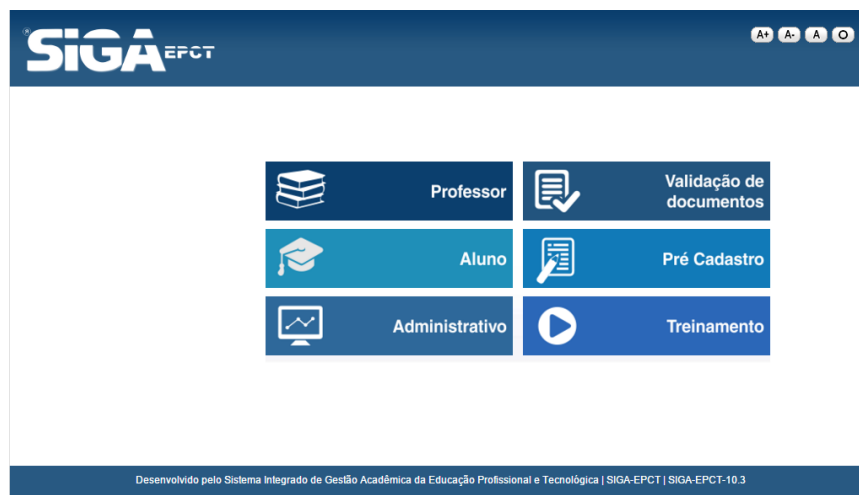 SiGA EPCT
A+ A- A O
Professor
Validação de
documentos
Aluno
Pré Cadastro
Administrativo
Treinamento
Desenvolvido pelo Sistema Integrado de Gestão Acadêmica da Educação Profissional e Tecnológica | SIGA-EPCT | SIGA-EPCT-10.3